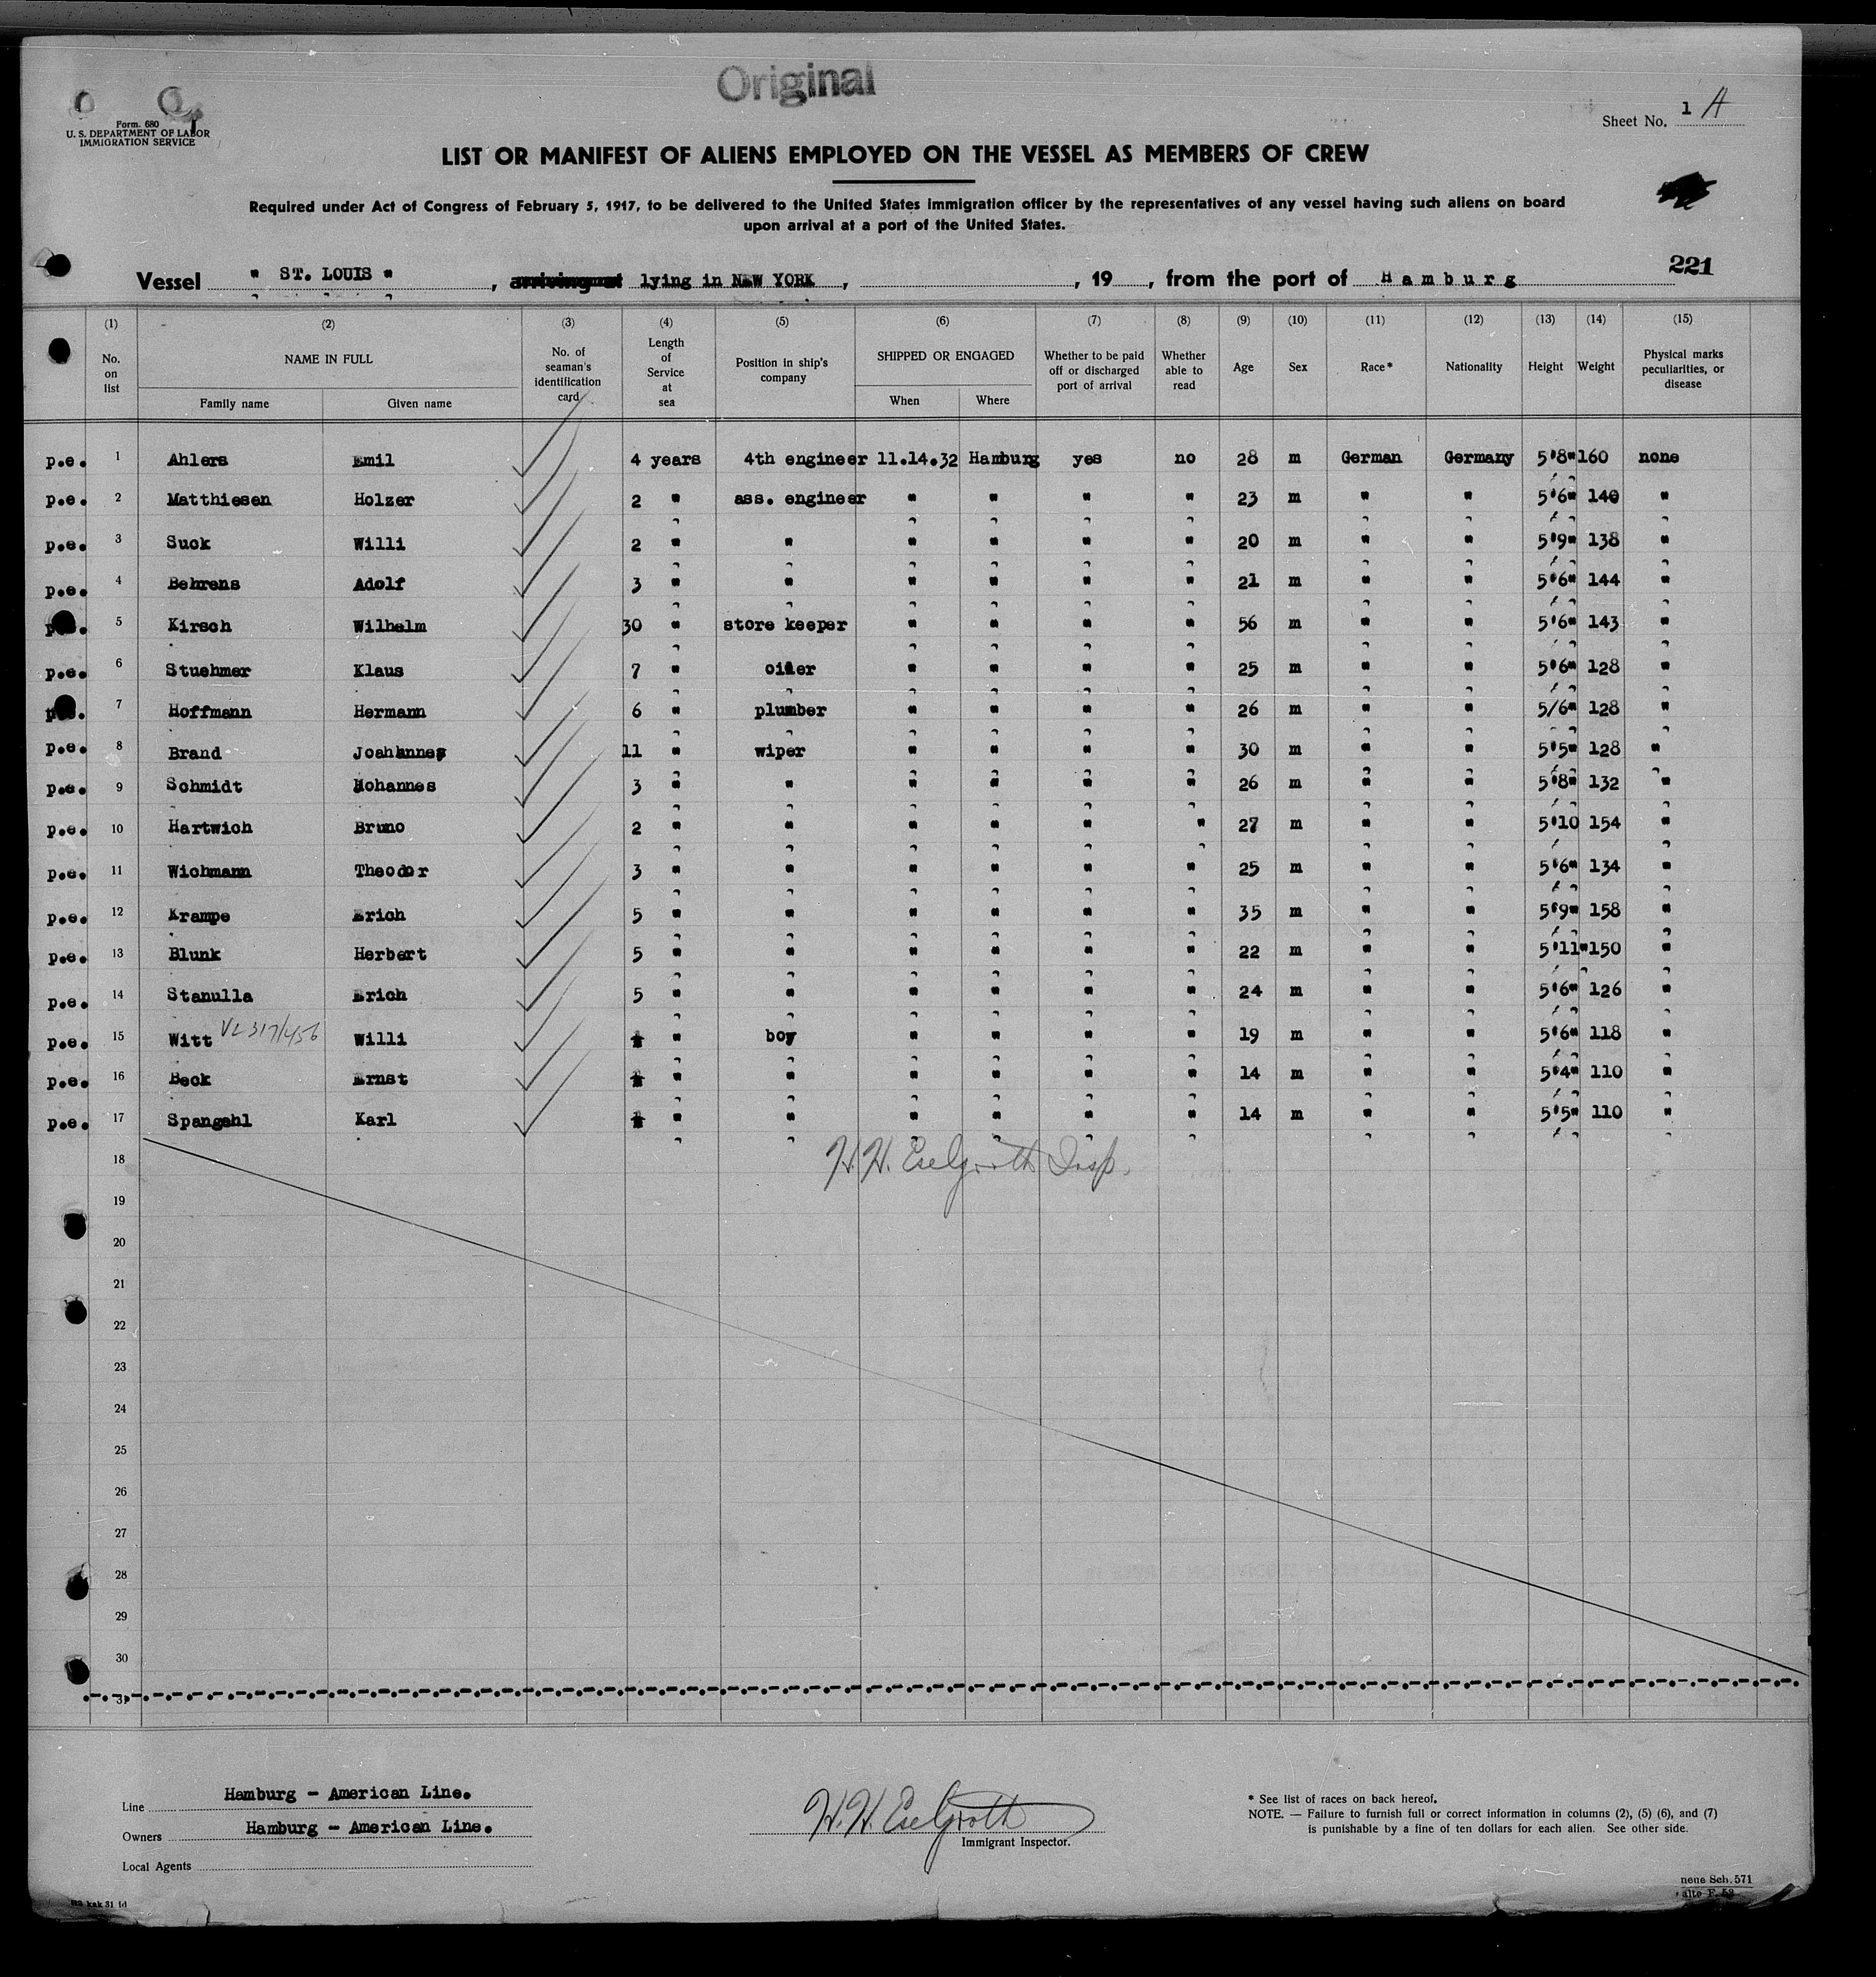 Original
Form. 680
U. S. DEPARTMENT OF LABOR
IMMIGRATION SERVICE
Sheet No. 1 A
LIST OR MANIFEST OF ALIENS EMPLOYED ON THE VESSEL AS MEMBERS OF CREW
Required under Act of Congress of February 5, 1917, to be delivered to the United States immigration officer by the representatives of any vessel having such aliens on board
upon arrival at a port of the United States.
221
Vessel " ST. LOUIS ", arriving at lying in NEW YORK, , 19 , from the port of Hamburg
(1) (2) (3) (4) (5) (6) (7) (8) (9) (10) (11) (12) (13) (14) (15)
No. on list NAME IN FULL Family name Given name No. of seaman's identification card Length of Service at sea Position in ship's company SHIPPED OR ENGAGED When Where Whether to be paid off or discharged port of arrival Whether able to read Age Sex Race* Nationality Height Weight Physical marks peculiarities, or disease
p.e. 1 Ahlers Emil 4 years 4th engineer 11.14.32 Hamburg yes no 28 m German Germany 5'8" 160 none
p.e. 2 Matthiesen Holzer 2 " ass. engineer " " " " 23 m " " 5'6" 140 "
p.e. 3 Suck Willi 2 " " " " " " 20 m " " 5'9" 138 "
p.e. 4 Behrens Adolf 3 " " " " " " 21 m " " 5'6" 144 "
5 Kirsch Wilhelm 30 " store keeper " " " " 56 m " " 5'6" 143 "
p.e. 6 Stuehmer Klaus 7 " oiler " " " " 25 m " " 5'6" 128 "
7 Hoffmann Hermann 6 " plumber " " " " 26 m " " 5/6" 128 "
p.e. 8 Brand Joahannes 11 " wiper " " " " 30 m " " 5'5" 128 "
p.e. 9 Schmidt Hohannes 3 " " " " " " 26 m " " 5'8" 132 "
p.e. 10 Hartwich Bruno 2 " " " " " " 27 m " " 5'10 154 "
p.e. 11 Wichmann Theodor 3 " " " " " " 25 m " " 5'6" 134 "
p.e. 12 Krampe Erich 5 " " " " " " 35 m " " 5'9" 158 "
p.e. 13 Blunk Herbert 5 " " " " " " 22 m " " 5'11" 150 "
p.e. 14 Stanulla Erich 5 " " " " " " 24 m " " 5'6" 126 "
p.e. 15 Witt VL 317/456 Willi " boy " " " " 19 m " " 5'6" 118 "
p.e. 16 Beck Ernst " " " " " " 14 m " " 5'4" 110 "
p.e. 17 Spangehl Karl " " " " " " 14 m " " 5'5" 110 "
18 H. H. Eselgroth Insp.
19
20
21
22
23
24
25
26
27
28
29
30
31
Line Hamburg - American Line.
Owners Hamburg - American Line.
Local Agents
H. H. Eselgroth
Immigrant Inspector.
* See list of races on back hereof.
NOTE. — Failure to furnish full or correct information in columns (2), (5) (6), and (7)
is punishable by a fine of ten dollars for each alien. See other side.
neue Sch. 571
alte F. 52